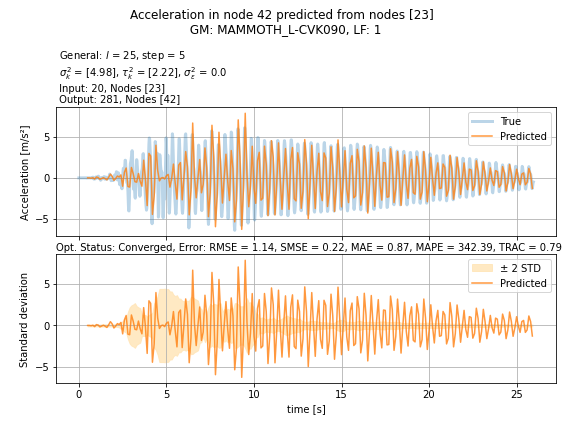 Acceleration in node 42 predicted from nodes [23]
GM: MAMMOTH_L-CVK090, LF: 1
General: l = 25, step = 5
σ²ₖ = [4.98], τ²ₖ = [2.22], σ²ε = 0.0
Input: 20, Nodes [23]
Output: 281, Nodes [42]
Acceleration [m/s²]
5
0
−5
True
Predicted
Opt. Status: Converged, Error: RMSE = 1.14, SMSE = 0.22, MAE = 0.87, MAPE = 342.39, TRAC = 0.79
Standard deviation
5
0
−5
± 2 STD
Predicted
0 5 10 15 20 25
time [s]